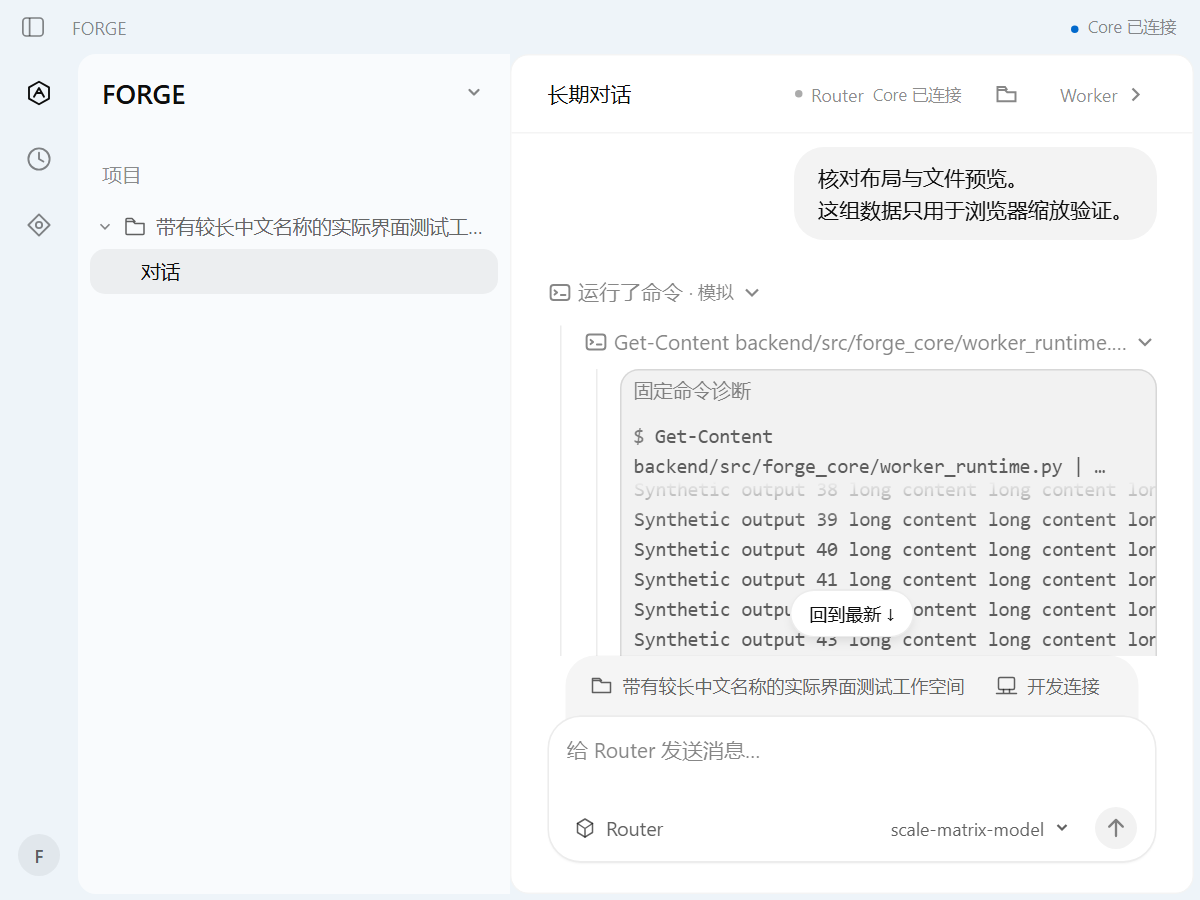 FORGE
Core 已连接
FORGE
项目
带有较长中文名称的实际界面测试工...
对话
F
长期对话
Router Core 已连接
Worker
核对布局与文件预览。
这组数据只用于浏览器缩放验证。
运行了命令 · 模拟
Get-Content backend/src/forge_core/worker_runtime....
固定命令诊断
$ Get-Content
backend/src/forge_core/worker_runtime.py | …
Synthetic output 38 long content long content lor
Synthetic output 39 long content long content lor
Synthetic output 40 long content long content lor
Synthetic output 41 long content long content lor
Synthetic outpu ontent long content lor
回到最新 ↓
Synthetic output 43 long content long content lor
带有较长中文名称的实际界面测试工作空间
开发连接
给 Router 发送消息...
Router
scale-matrix-model